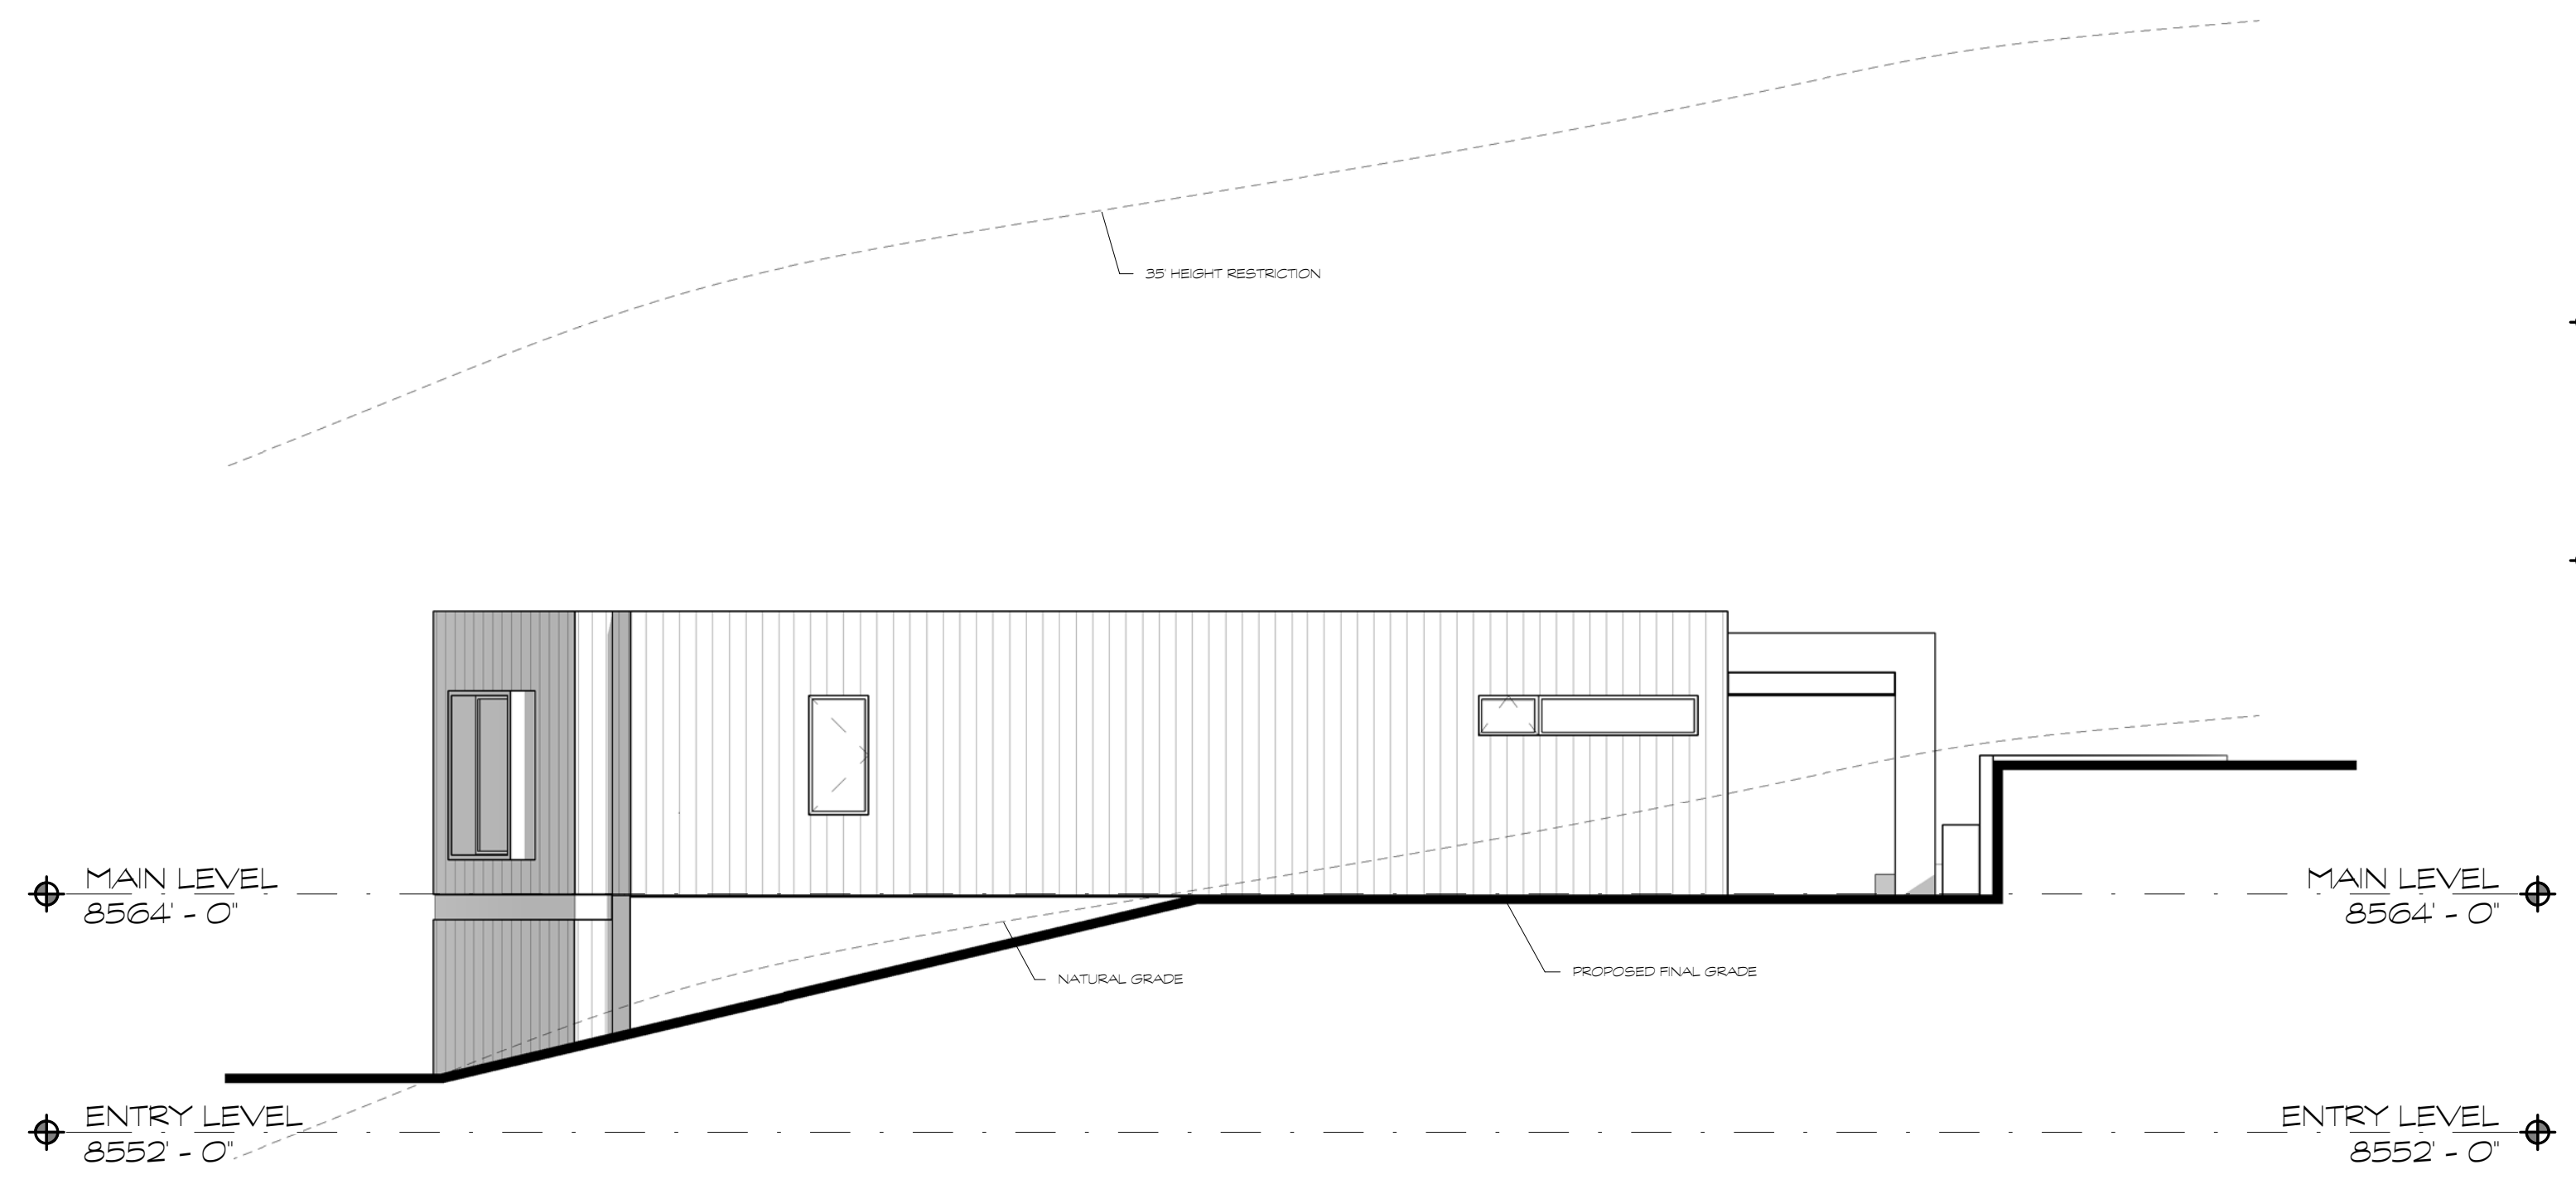 35' HEIGHT RESTRICTION
MAIN LEVEL
8564' - 0"
MAIN LEVEL
8564' - 0"
NATURAL GRADE
PROPOSED FINAL GRADE
ENTRY LEVEL
8552' - 0"
ENTRY LEVEL
8552' - 0"